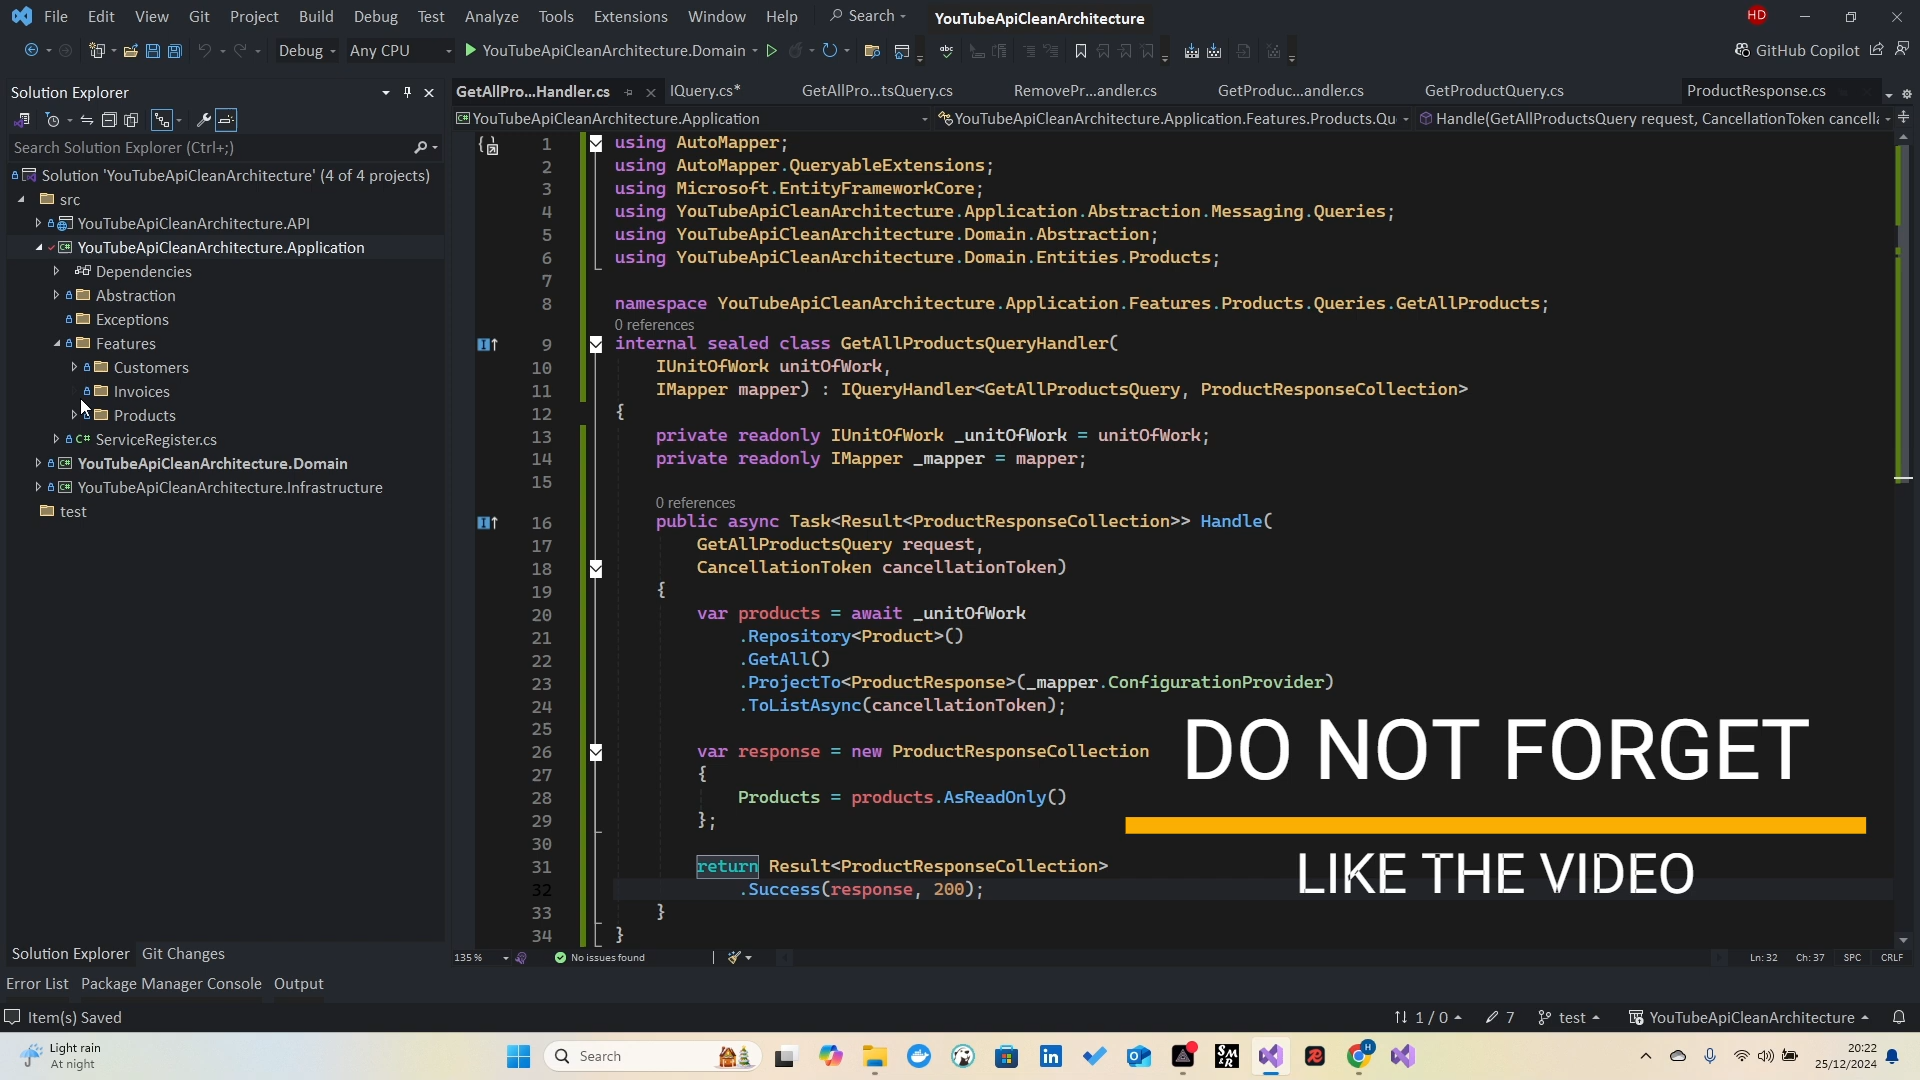 File Edit View Git Project Build Debug Test Analyze Tools Extensions Window Help Search YouTubeApiCleanArchitecture HD
Debug Any CPU YouTubeApiCleanArchitecture.Domain GitHub Copilot
Solution Explorer
GetAllPro...Handler.cs IQuery.cs* GetAllPro...tsQuery.cs RemovePr...andler.cs GetProduc...andler.cs GetProductQuery.cs ProductResponse.cs
YouTubeApiCleanArchitecture.Application YouTubeApiCleanArchitecture.Application.Features.Products.Qu Handle(GetAllProductsQuery request, CancellationToken cancella
Search Solution Explorer (Ctrl+;)
Solution 'YouTubeApiCleanArchitecture' (4 of 4 projects)
src
YouTubeApiCleanArchitecture.API
YouTubeApiCleanArchitecture.Application
Dependencies
Abstraction
Exceptions
Features
Customers
Invoices
Products
C# ServiceRegister.cs
YouTubeApiCleanArchitecture.Domain
YouTubeApiCleanArchitecture.Infrastructure
test
1 using AutoMapper;
2 using AutoMapper.QueryableExtensions;
3 using Microsoft.EntityFrameworkCore;
4 using YouTubeApiCleanArchitecture.Application.Abstraction.Messaging.Queries;
5 using YouTubeApiCleanArchitecture.Domain.Abstraction;
6 using YouTubeApiCleanArchitecture.Domain.Entities.Products;
7
8 namespace YouTubeApiCleanArchitecture.Application.Features.Products.Queries.GetAllProducts;
0 references
9 internal sealed class GetAllProductsQueryHandler(
10 IUnitOfWork unitOfWork,
11 IMapper mapper) : IQueryHandler<GetAllProductsQuery, ProductResponseCollection>
12 {
13 private readonly IUnitOfWork _unitOfWork = unitOfWork;
14 private readonly IMapper _mapper = mapper;
15
0 references
16 public async Task<Result<ProductResponseCollection>> Handle(
17 GetAllProductsQuery request,
18 CancellationToken cancellationToken)
19 {
20 var products = await _unitOfWork
21 .Repository<Product>()
22 .GetAll()
23 .ProjectTo<ProductResponse>(_mapper.ConfigurationProvider)
24 .ToListAsync(cancellationToken);
25
26 var response = new ProductResponseCollection
27 {
28 Products = products.AsReadOnly()
29 };
30
31 return Result<ProductResponseCollection>
32 .Success(response, 200);
33 }
34 }
DO NOT FORGET
LIKE THE VIDEO
Solution Explorer Git Changes
135 % No issues found Ln: 32 Ch: 37 SPC CRLF
Error List Package Manager Console Output
Item(s) Saved 1 / 0 7 test YouTubeApiCleanArchitecture
Light rain
At night
Search
20:22
25/12/2024